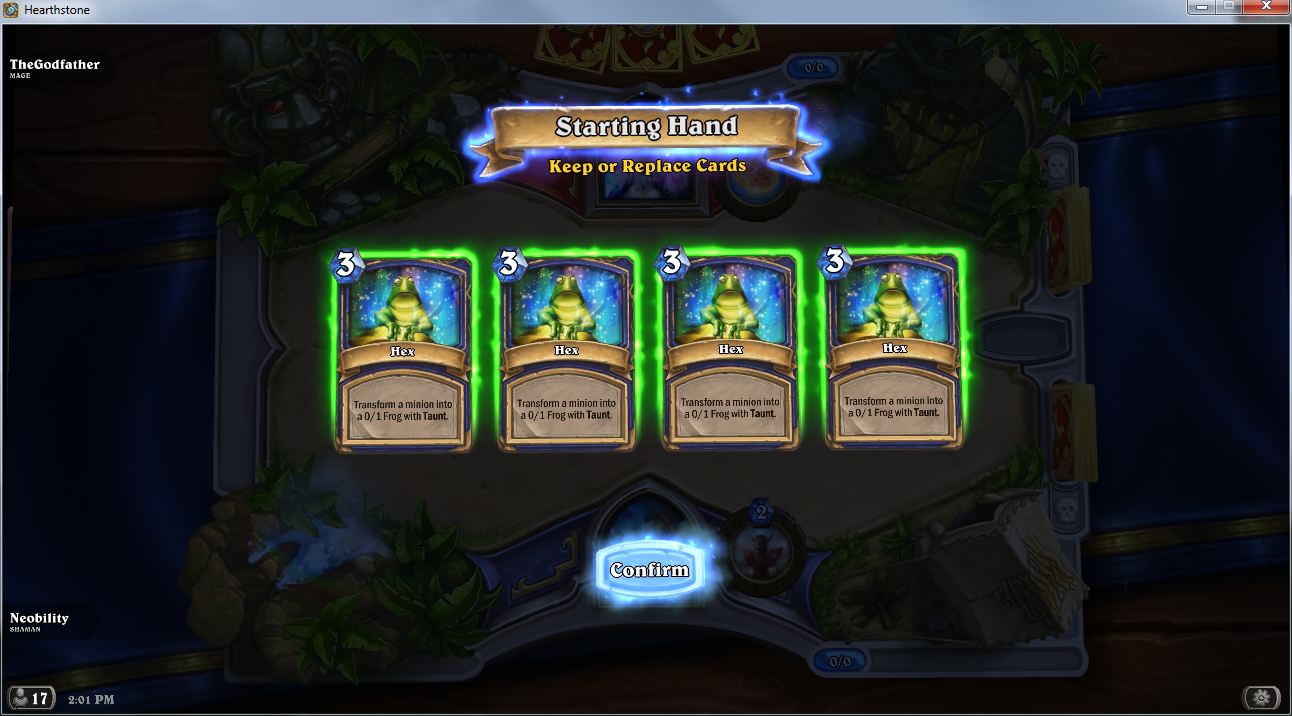 Hearthstone
TheGodfather
MAGE
0/0
Starting Hand
Keep or Replace Cards
3
3
3
3
Hex
Hex
Hex
Hex
Transform a minion into
a 0/1 Frog with Taunt.
Transform a minion into
a 0/1 Frog with Taunt.
Transform a minion into
a 0/1 Frog with Taunt.
Transform a minion into
a 0/1 Frog with Taunt.
2
Confirm
Neobility
SHAMAN
0/0
17
2:01 PM